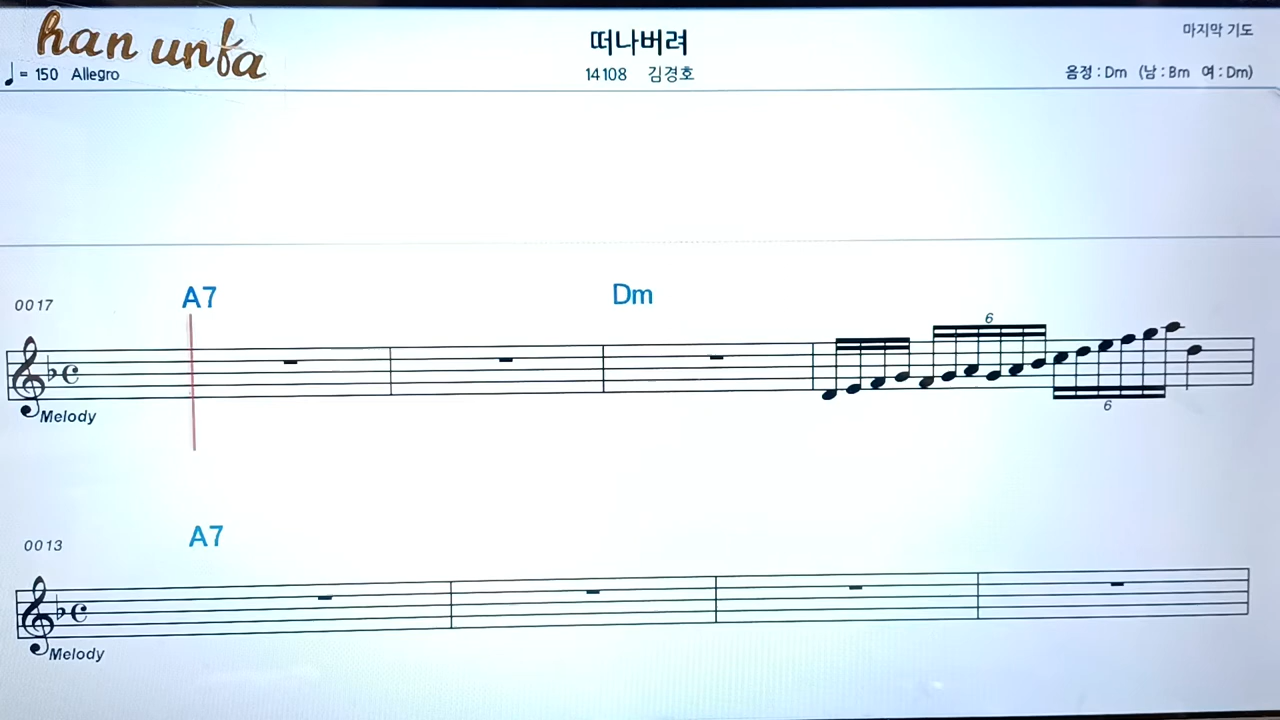 han unfa
♩= 150 Allegro
떠나버려
14108 김경호
마지막 기도
음정 : Dm (남 : Bm 여 : Dm)
0017
A7
Dm
6
6
Melody
0013
A7
Melody